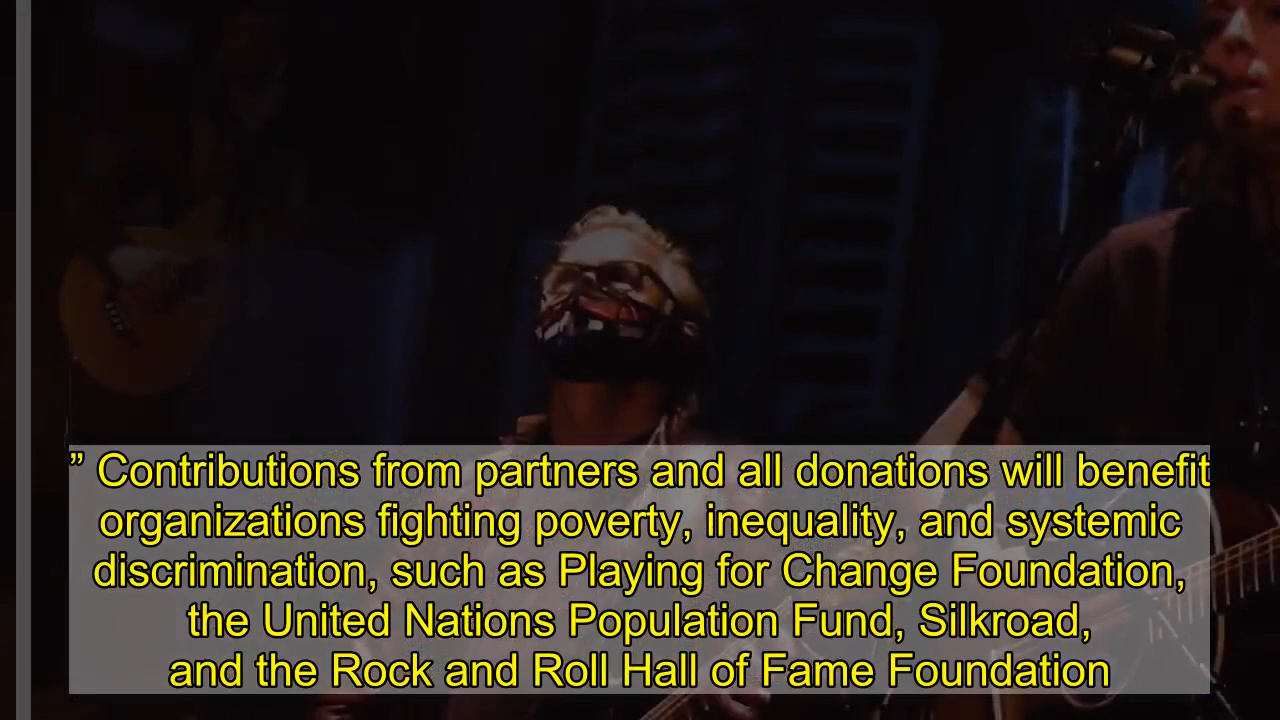 ” Contributions from partners and all donations will benefit
organizations fighting poverty, inequality, and systemic
discrimination, such as Playing for Change Foundation,
the United Nations Population Fund, Silkroad,
and the Rock and Roll Hall of Fame Foundation